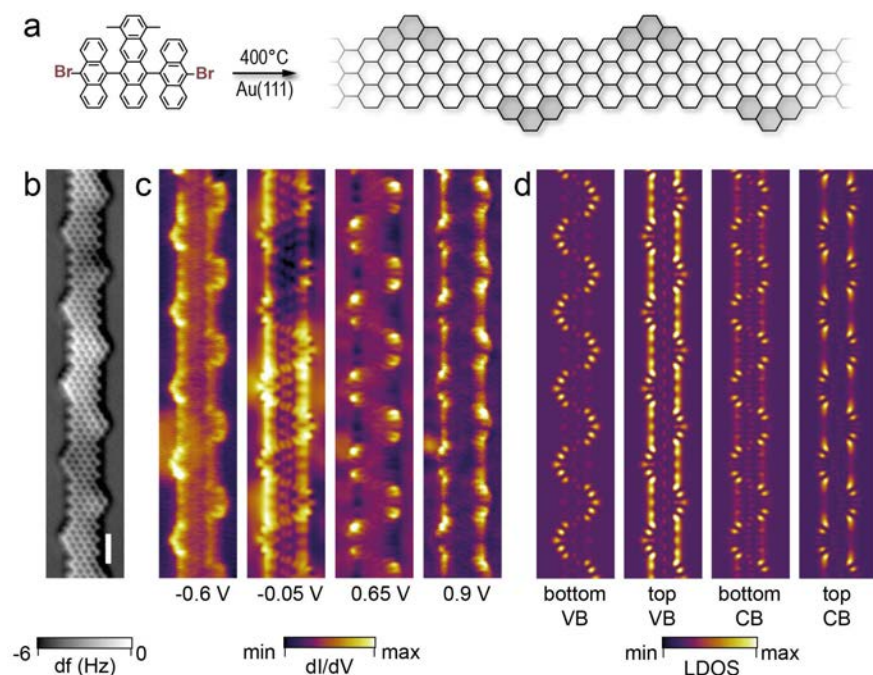 a
Br
Br
400°C
Au(111)
b
c
d
-0.6 V
-0.05 V
0.65 V
0.9 V
bottom VB
top VB
bottom CB
top CB
-6
0
df (Hz)
min
max
dI/dV
min
max
LDOS